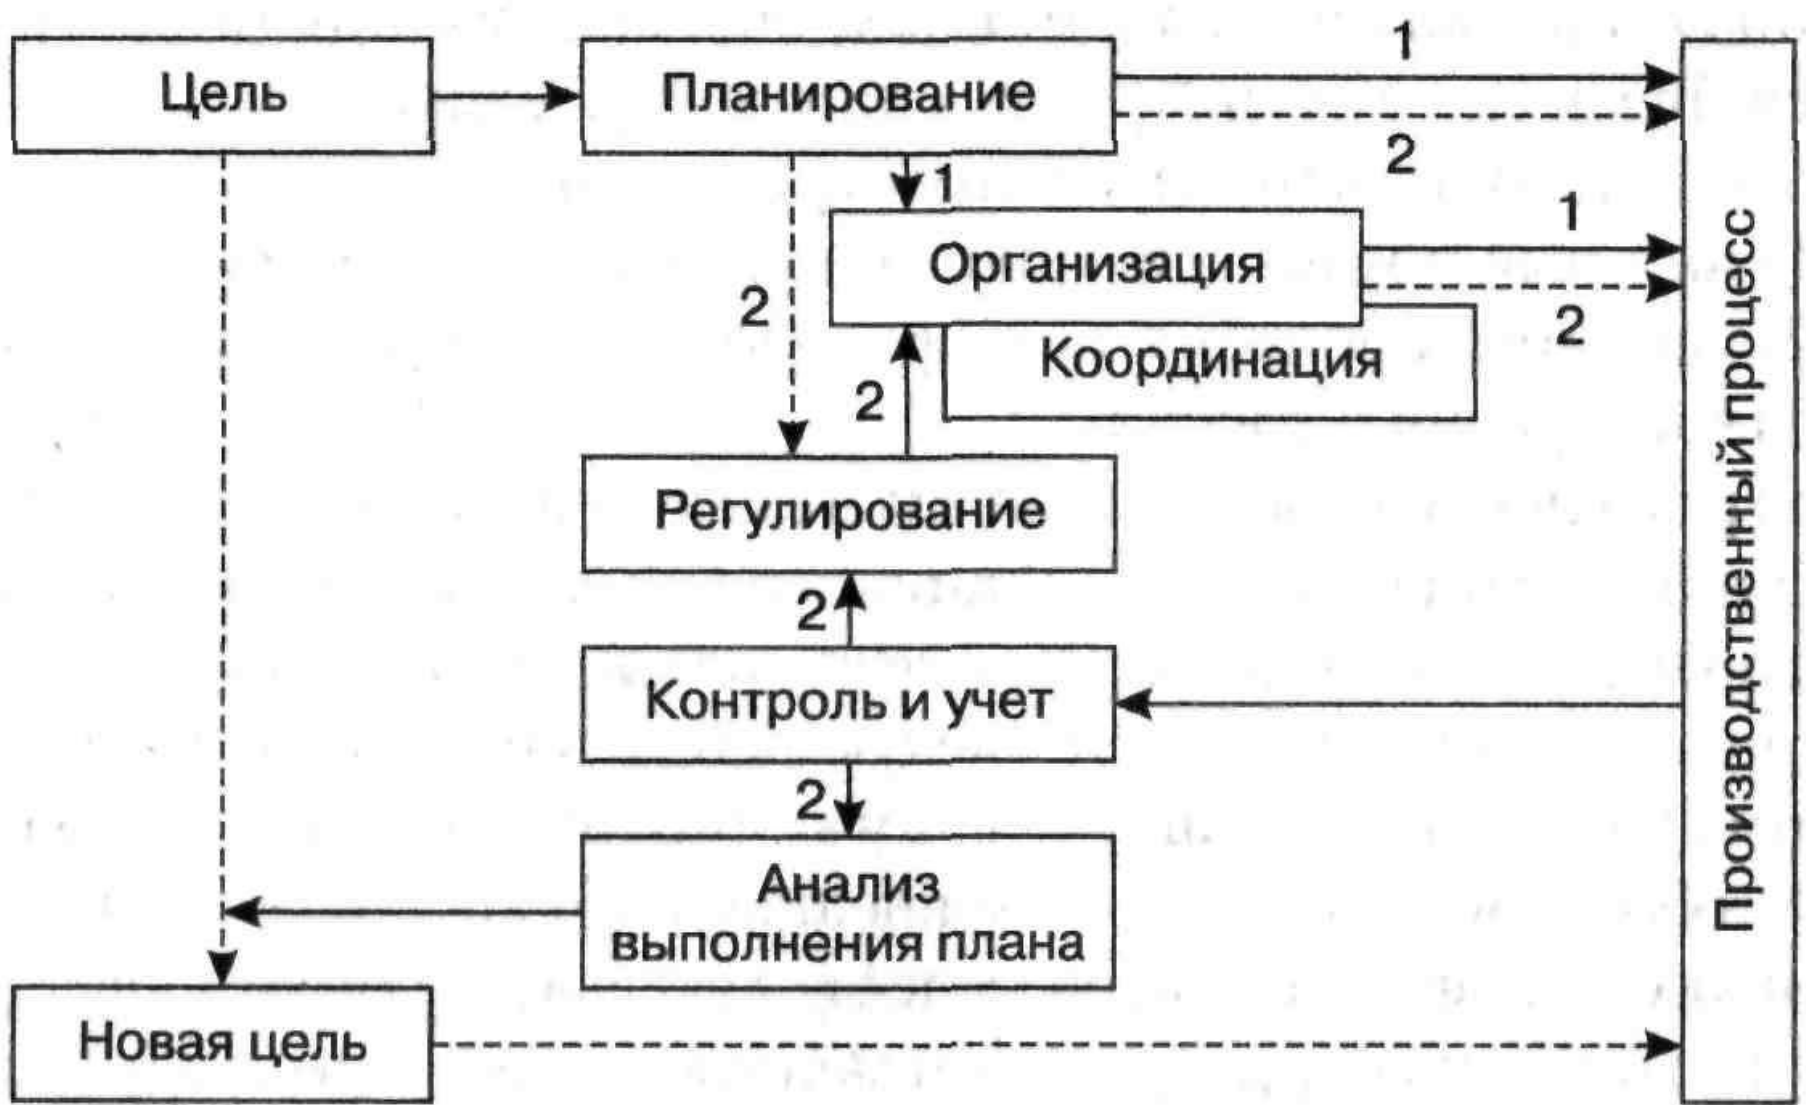 Цель
Планирование
1
2
1
Организация
1
2
2
Координация
2
Регулирование
2
Контроль и учет
2
Анализ
выполнения плана
Новая цель
Производственный процесс